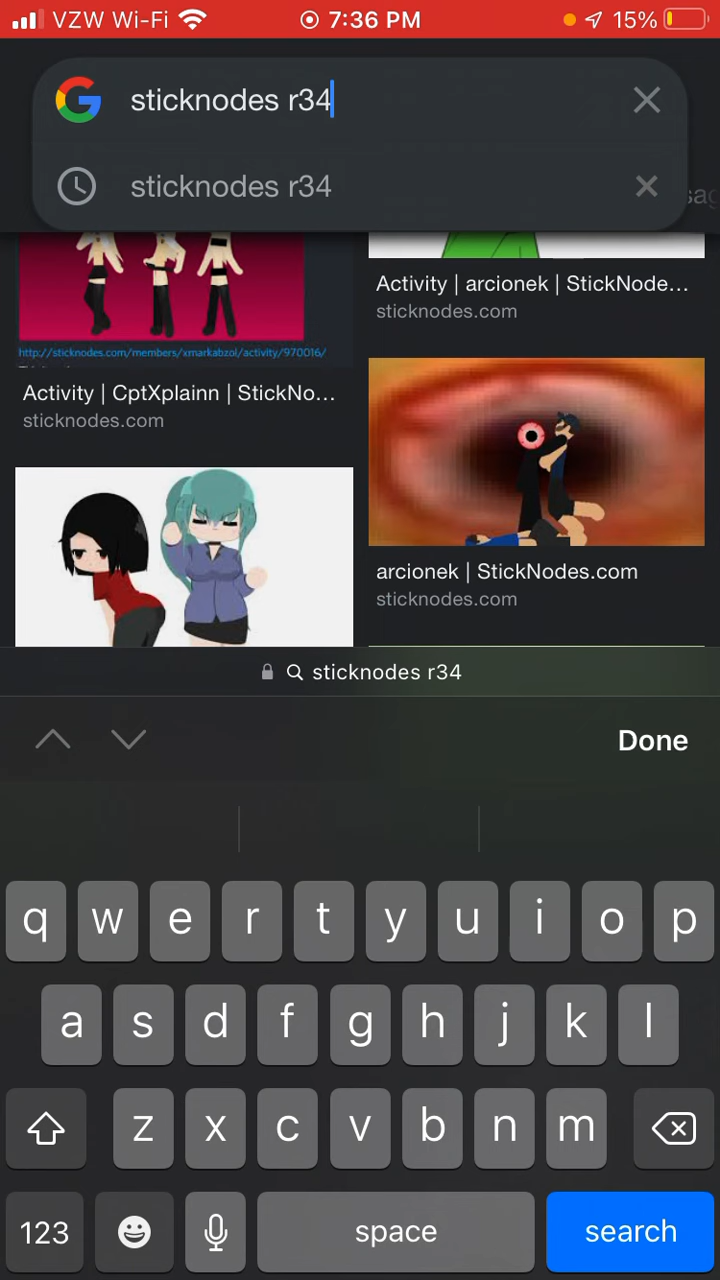 VZW Wi-Fi 7:36 PM 15%
sticknodes r34
sticknodes r34
http://sticknodes.com/members/xmarkabzol/activity/970016/
Activity | CptXplainn | StickNo...
sticknodes.com
Activity | arcionek | StickNode...
sticknodes.com
arcionek | StickNodes.com
sticknodes.com
sticknodes r34
Done
q w e r t y u i o p
a s d f g h j k l
z x c v b n m
123 space search